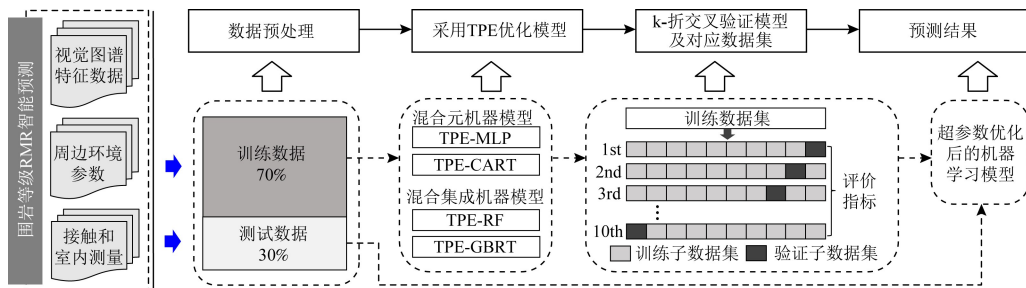 围岩等级RMR智能预测
视觉图谱
特征数据
周边环境
参数
接触和
室内测量
数据预处理
采用TPE优化模型
k-折交叉验证模型
及对应数据集
预测结果
训练数据
70%
测试数据
30%
混合元机器模型
TPE-MLP
TPE-CART
混合集成机器模型
TPE-RF
TPE-GBRT
训练数据集
1st
2nd
3rd
⋮
10th
评价
指标
训练子数据集
验证子数据集
超参数优化
后的机器
学习模型